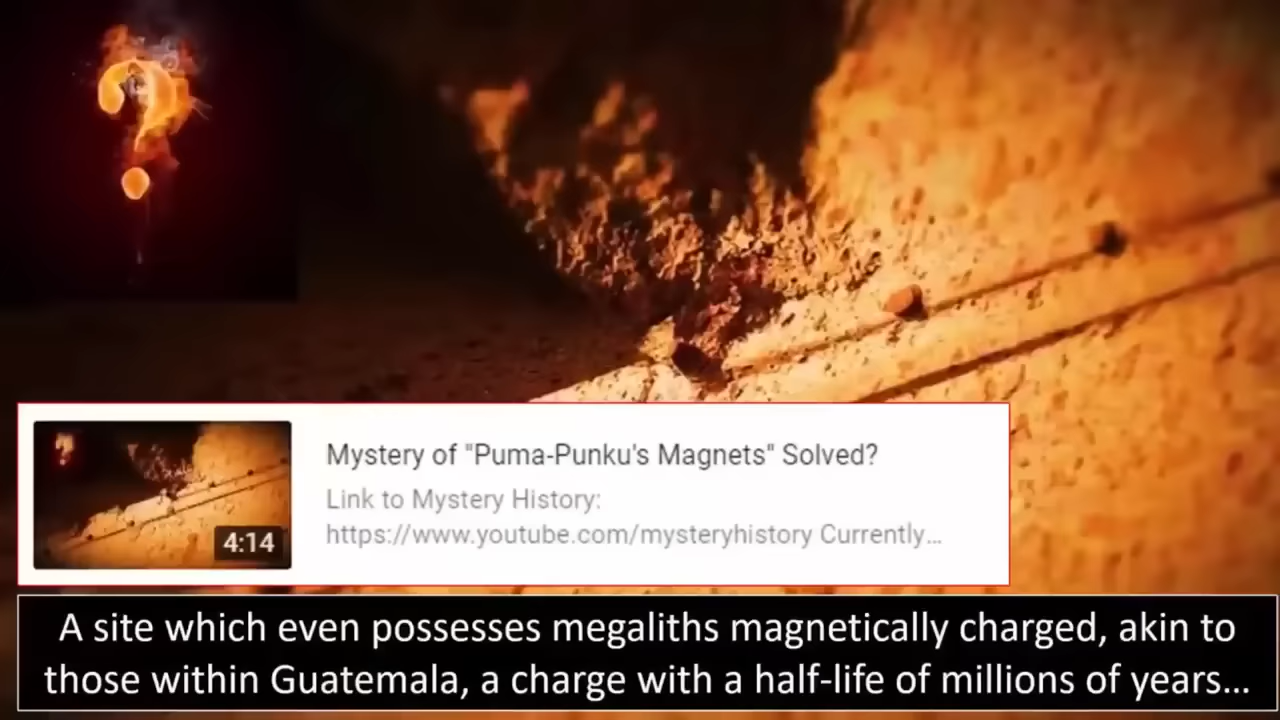 ?
Mystery of "Puma-Punku's Magnets" Solved?
Link to Mystery History:
https://www.youtube.com/mysteryhistory Currently...
4:14
A site which even possesses megaliths magnetically charged, akin to
those within Guatemala, a charge with a half-life of millions of years...